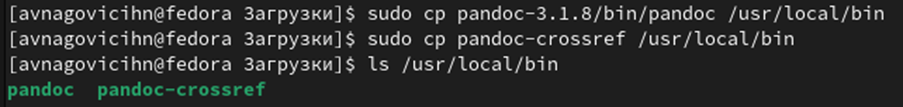 [avnagovicihn@fedora Загрузки]$ sudo cp pandoc-3.1.8/bin/pandoc /usr/local/bin
[avnagovicihn@fedora Загрузки]$ sudo cp pandoc-crossref /usr/local/bin
[avnagovicihn@fedora Загрузки]$ ls /usr/local/bin
pandoc  pandoc-crossref